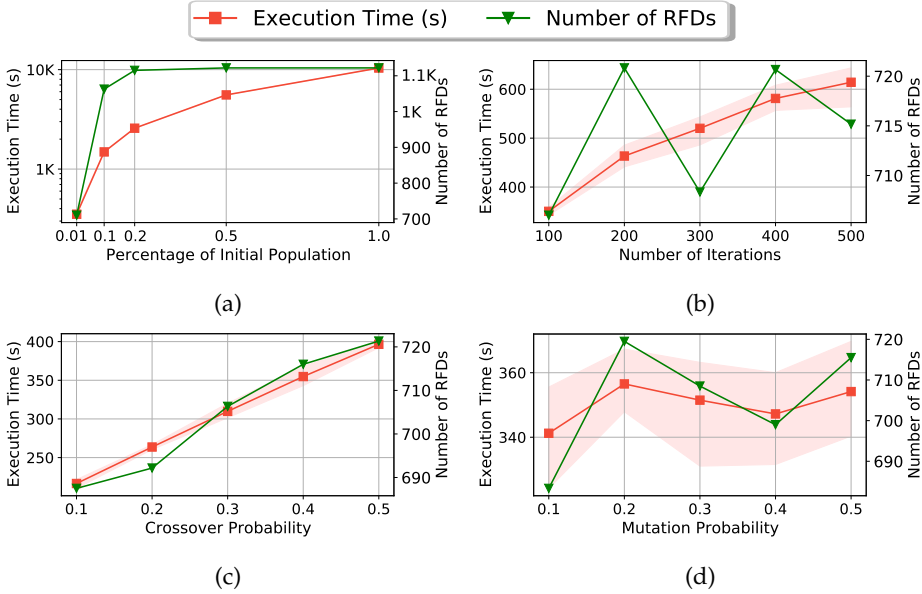 Execution Time (s) Number of RFDs
10K
1K
Execution Time (s)
1.1K
1K
900
800
700
Number of RFDs
0.01 0.1 0.2 0.5 1.0
Percentage of Initial Population
(a)
600
500
400
Execution Time (s)
720
715
710
Number of RFDs
100 200 300 400 500
Number of Iterations
(b)
400
350
300
250
Execution Time (s)
720
710
700
690
Number of RFDs
0.1 0.2 0.3 0.4 0.5
Crossover Probability
(c)
360
340
Execution Time (s)
720
710
700
690
Number of RFDs
0.1 0.2 0.3 0.4 0.5
Mutation Probability
(d)